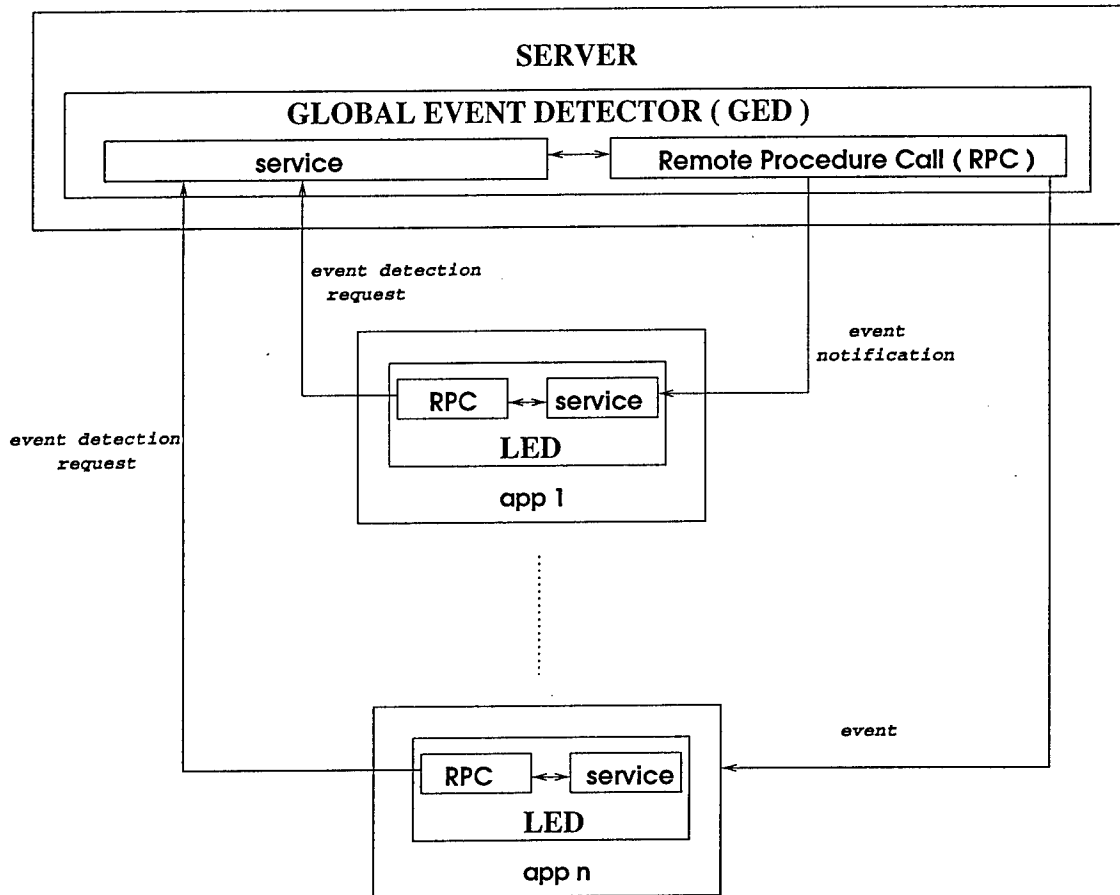 SERVER
GLOBAL EVENT DETECTOR ( GED )
service
Remote Procedure Call ( RPC )
event detection
request
event
notification
RPC
service
LED
app 1
event detection
request
event
RPC
service
LED
app n